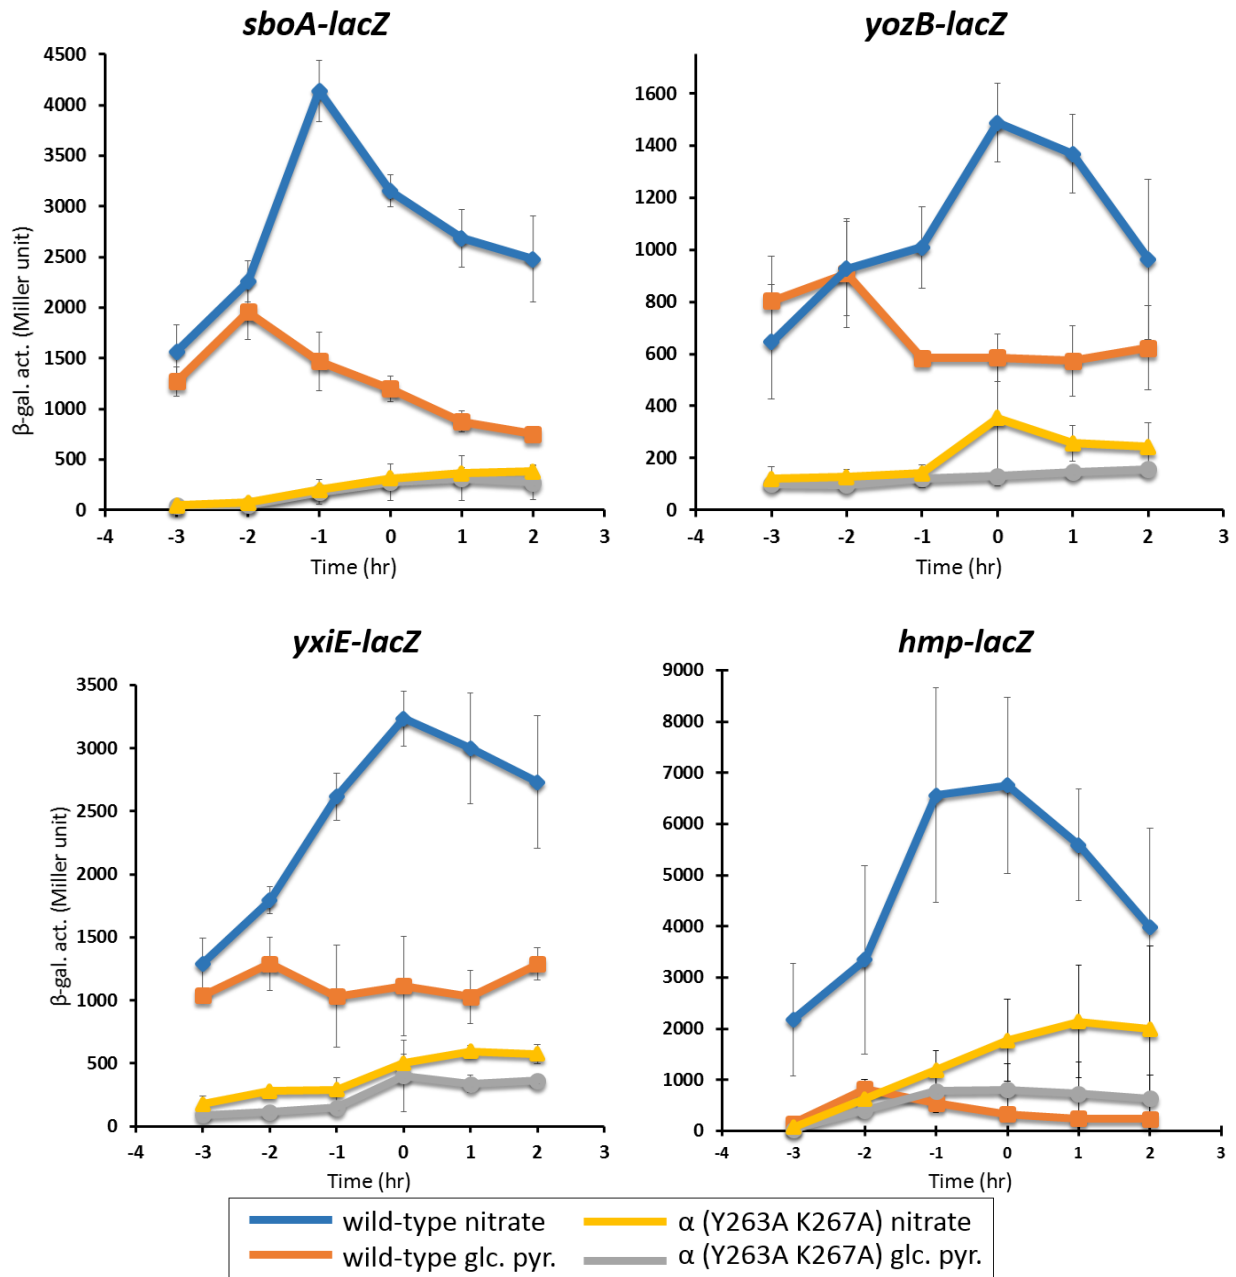 sboA-lacZ
4500
4000
3500
3000
2500
2000
1500
1000
500
0
β-gal. act. (Miller unit)
-4 -3 -2 -1 0 1 2 3
Time (hr)
yozB-lacZ
1600
1400
1200
1000
800
600
400
200
0
-4 -3 -2 -1 0 1 2 3
Time (hr)
yxiE-lacZ
3500
3000
2500
2000
1500
1000
500
0
β-gal. act. (Miller unit)
-4 -3 -2 -1 0 1 2 3
Time (hr)
hmp-lacZ
9000
8000
7000
6000
5000
4000
3000
2000
1000
0
-4 -3 -2 -1 0 1 2 3
Time (hr)
wild-type nitrate
α (Y263A K267A) nitrate
wild-type glc. pyr.
α (Y263A K267A) glc. pyr.